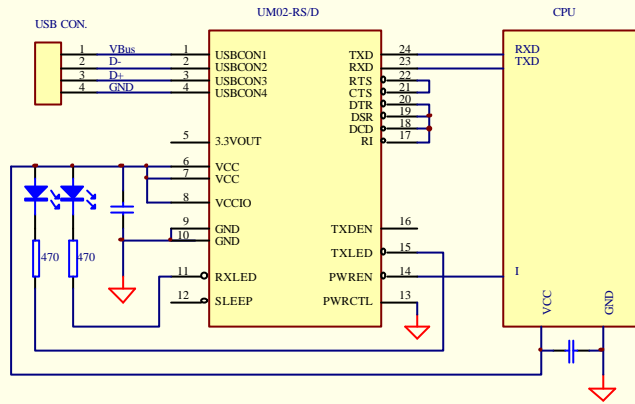 UM02-RS/D
CPU
USB CON.
1 VBus 1 USBCON1
2 D- 2 USBCON2
3 D+ 3 USBCON3
4 GND 4 USBCON4
TXD 24 RXD
RXD 23 TXD
RTS 22
CTS 21
DTR 20
DSR 19
DCD 18
RI 17
5 3.3VOUT
6 VCC
7 VCC
8 VCCIO
9 GND
10 GND
TXDEN 16
TXLED 15
470 470
11 RXLED
PWREN 14 I
12 SLEEP
PWRCTL 13
VCC
GND